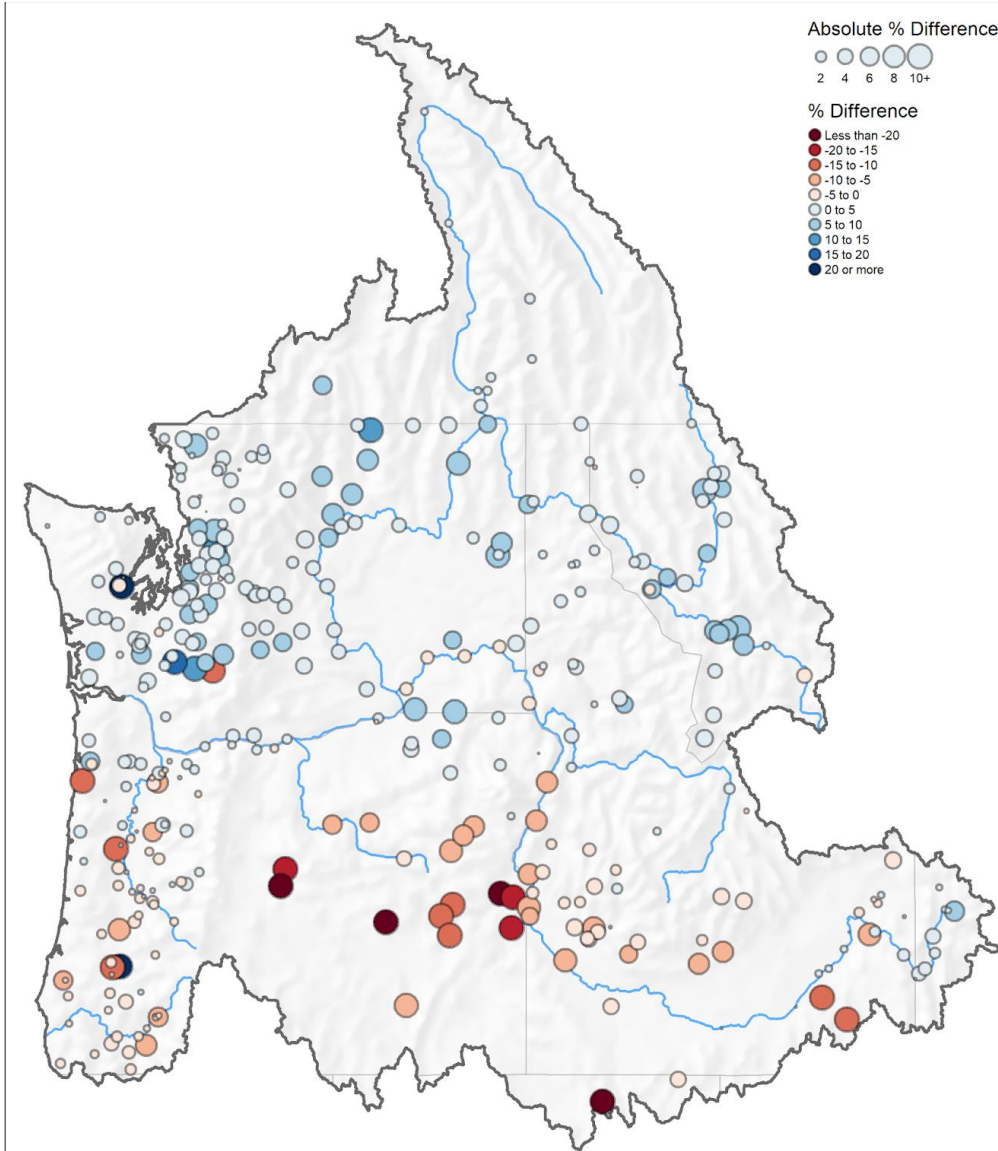 Absolute % Difference
2 4 6 8 10+
% Difference
Less than -20
-20 to -15
-15 to -10
-10 to -5
-5 to 0
0 to 5
5 to 10
10 to 15
15 to 20
20 or more